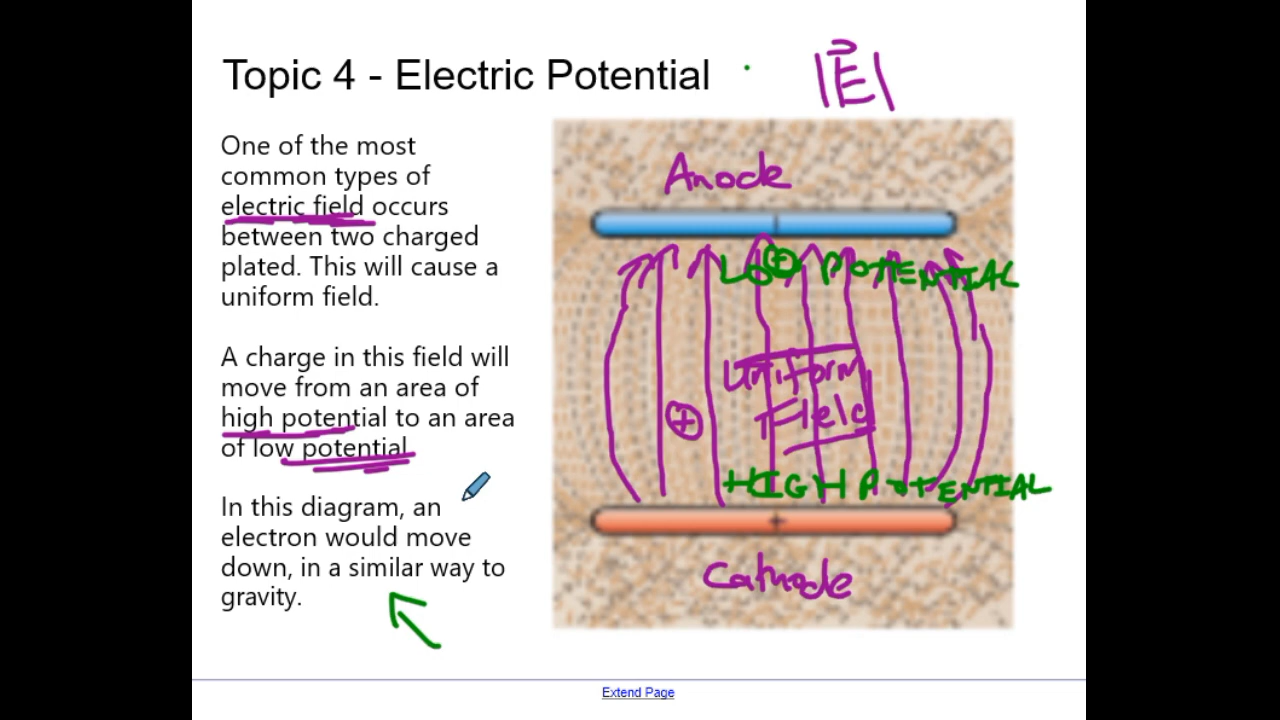 Topic 4 - Electric Potential
|E|
One of the most
common types of
electric field occurs
between two charged
plated. This will cause a
uniform field.
A charge in this field will
move from an area of
high potential to an area
of low potential
In this diagram, an
electron would move
down, in a similar way to
gravity.
Anode
LOW POTENTIAL
+
Uniform
Field
+
HIGH POTENTIAL
+
Cathode
Extend Page